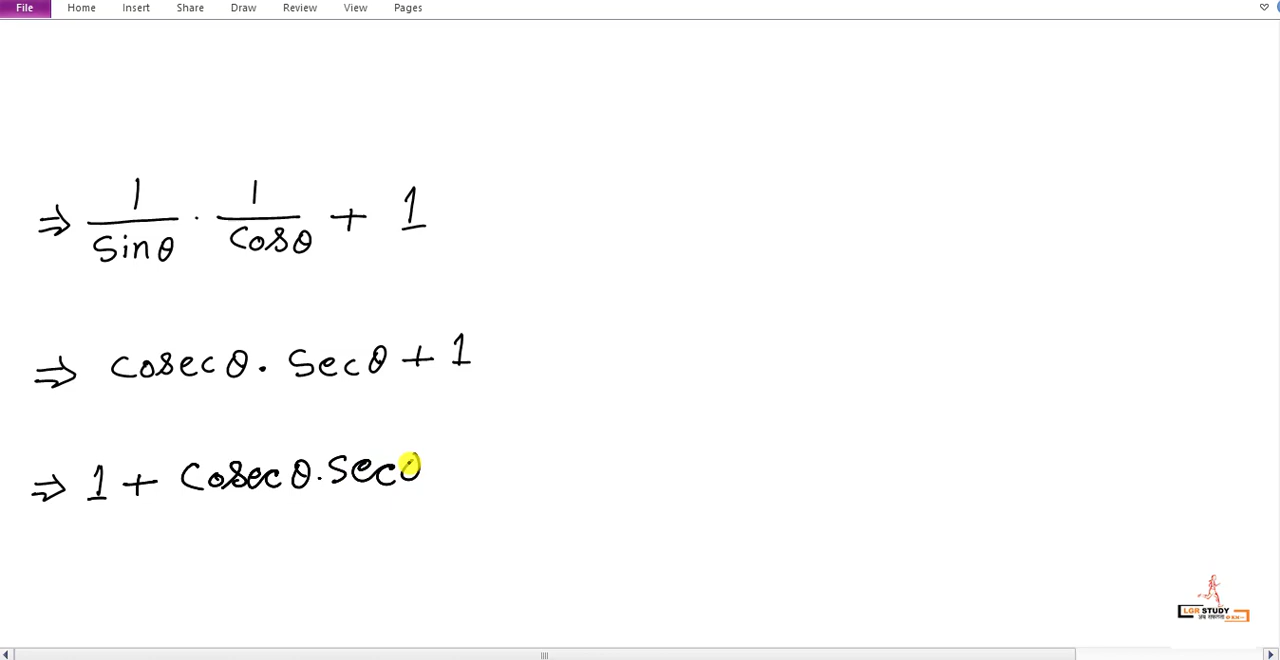 File Home Insert Share Draw Review View Pages
⇒ 1/sinθ · 1/cosθ + 1
⇒ cosecθ · secθ + 1
⇒ 1 + cosecθ · secθ
LGR STUDY